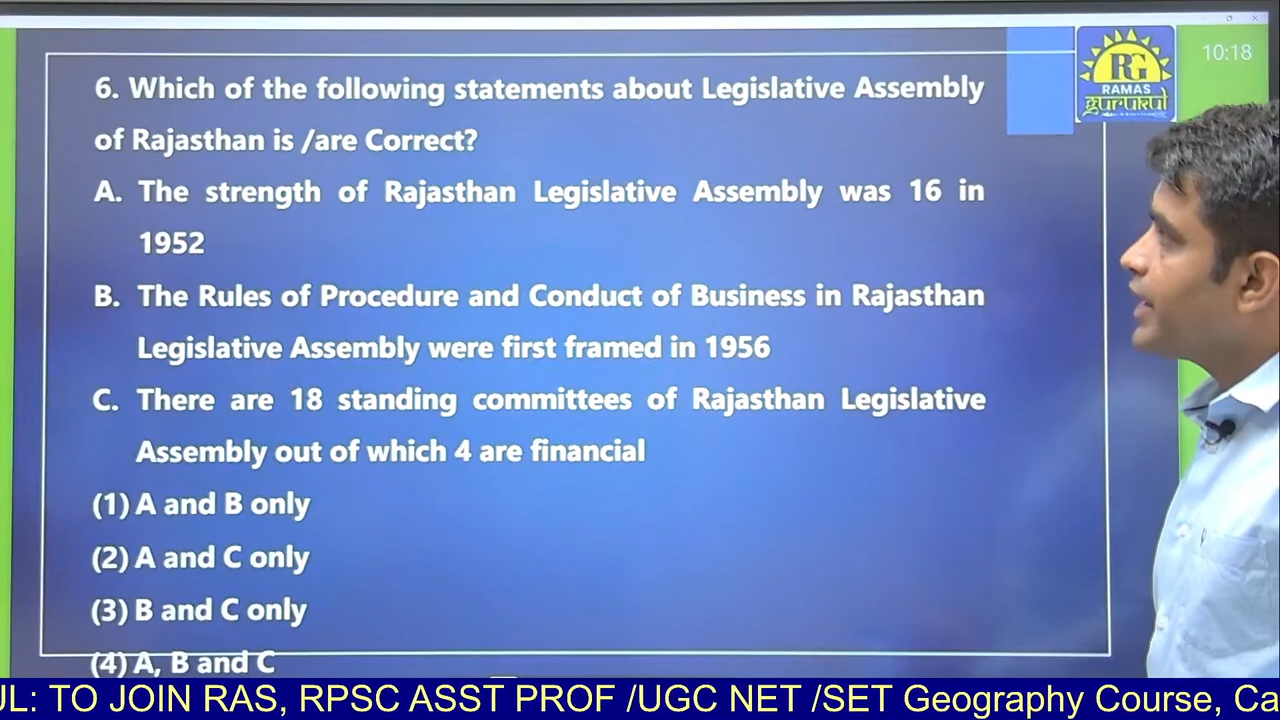 10:18
RG
RAMAS
gurukul
6. Which of the following statements about Legislative Assembly
of Rajasthan is /are Correct?
A. The strength of Rajasthan Legislative Assembly was 16 in
1952
B. The Rules of Procedure and Conduct of Business in Rajasthan
Legislative Assembly were first framed in 1956
C. There are 18 standing committees of Rajasthan Legislative
Assembly out of which 4 are financial
(1) A and B only
(2) A and C only
(3) B and C only
(4) A, B and C
JL: TO JOIN RAS, RPSC ASST PROF /UGC NET /SET Geography Course, Ca